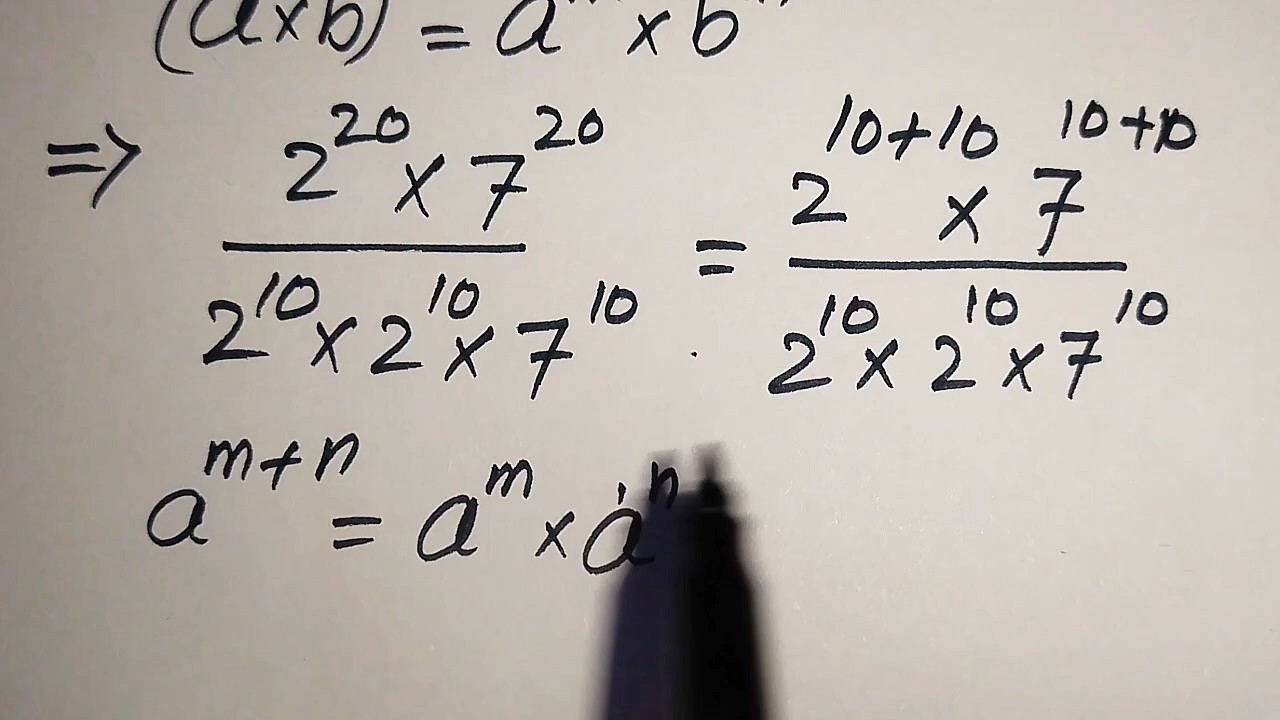 (axb) = a x b
=> 2^20 x 7^20 / 2^10 x 2^10 x 7^10 = 2^10+10 x 7^10+10 / 2^10 x 2^10 x 7^10
a^m+n = a^m x a^n